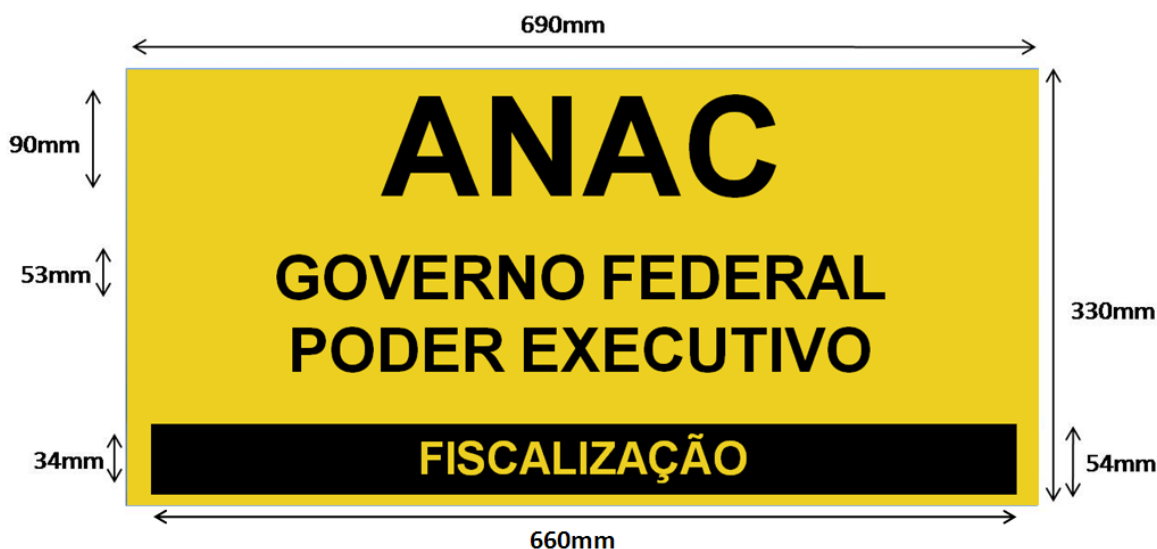 690mm
90mm
ANAC
53mm
GOVERNO FEDERAL
PODER EXECUTIVO
330mm
34mm
FISCALIZAÇÃO
54mm
660mm